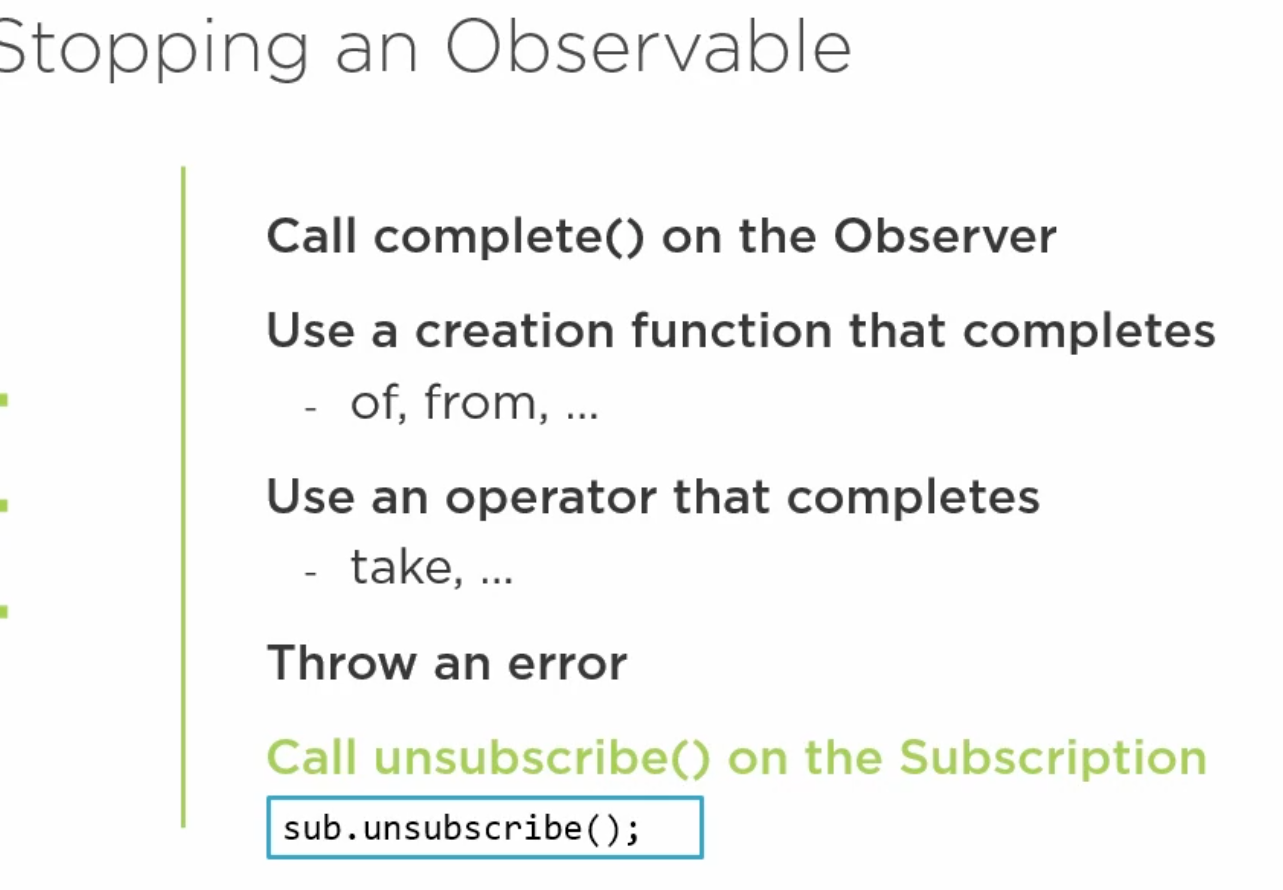 Stopping an Observable
Call complete() on the Observer
Use a creation function that completes
- of, from, ...
Use an operator that completes
- take, ...
Throw an error
Call unsubscribe() on the Subscription
sub.unsubscribe();